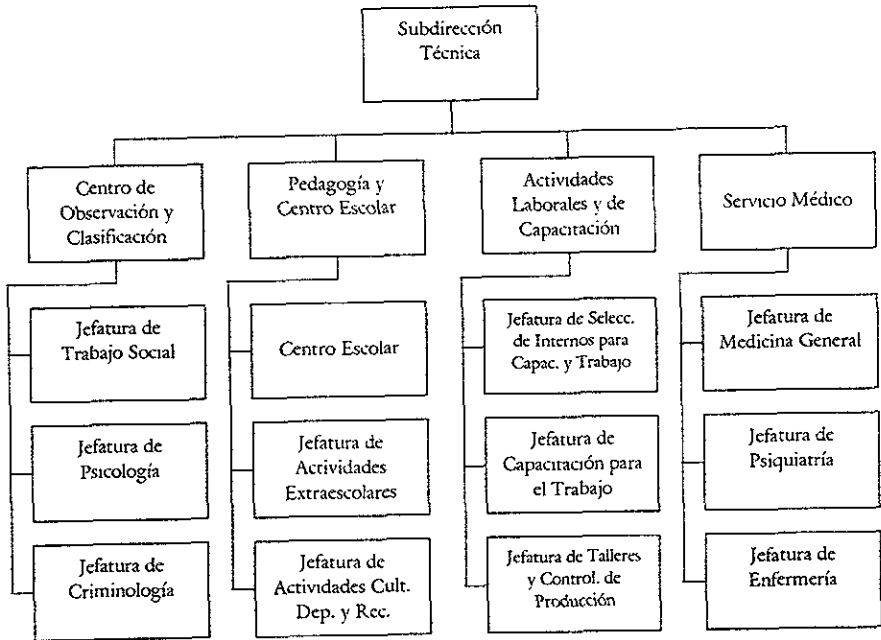 Subdirección
Técnica
Centro de
Observación y
Clasificación
Pedagogía y
Centro Escolar
Actividades
Laborales y de
Capacitación
Servicio Médico
Jefatura de
Trabajo Social
Centro Escolar
Jefatura de Selecc.
de Internos para
Capac. y Trabajo
Jefatura de
Medicina General
Jefatura de
Psicología
Jefatura de
Actividades
Extraescolares
Jefatura de
Capacitación para
el Trabajo
Jefatura de
Psiquiatría
Jefatura de
Criminología
Jefatura de
Actividades Cult.
Dep. y Rec.
Jefatura de Talleres
y Control. de
Producción
Jefatura de
Enfermería